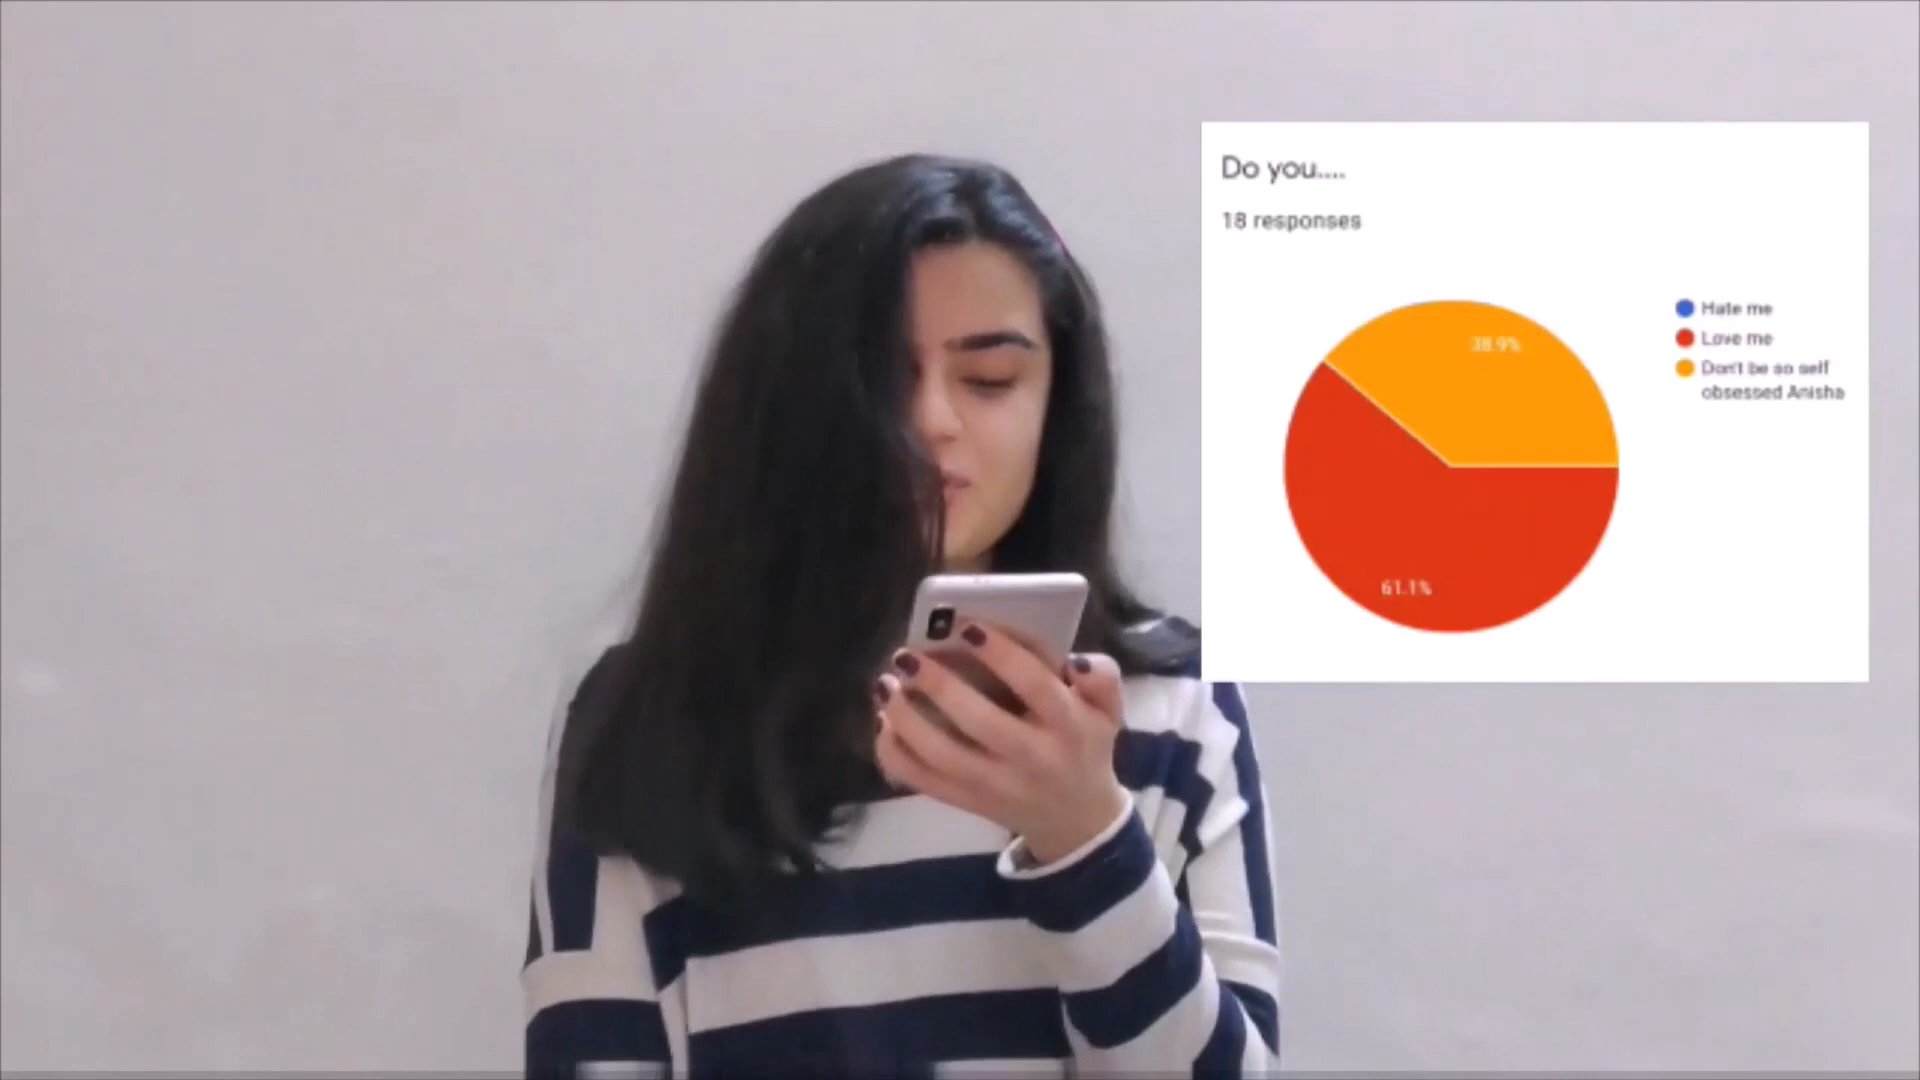 Do you....
18 responses
38.9%
61.1%
Hate me
Love me
Don't be so self
obsessed Anisha